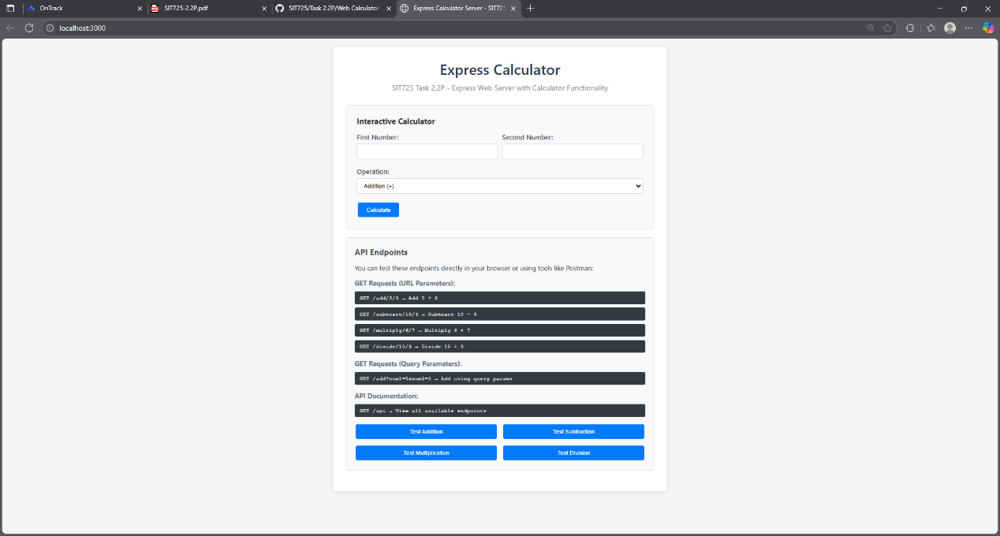 OnTrack
SIT725-2.2P.pdf
SIT725/Task 2.2P/Web Calculator
Express Calculator Server - SIT725
localhost:3000
Express Calculator
SIT725 Task 2.2P - Express Web Server with Calculator Functionality
Interactive Calculator
First Number:
Second Number:
Operation:
Addition (+)
Calculate
API Endpoints
You can test these endpoints directly in your browser or using tools like Postman:
GET Requests (URL Parameters):
GET /add/5/3 → Add 5 + 3
GET /subtract/10/4 → Subtract 10 - 4
GET /multiply/6/7 → Multiply 6 × 7
GET /divide/15/3 → Divide 15 ÷ 3
GET Requests (Query Parameters):
GET /add?num1=5&num2=3 → Add using query params
API Documentation:
GET /api → View all available endpoints
Test Addition
Test Subtraction
Test Multiplication
Test Division